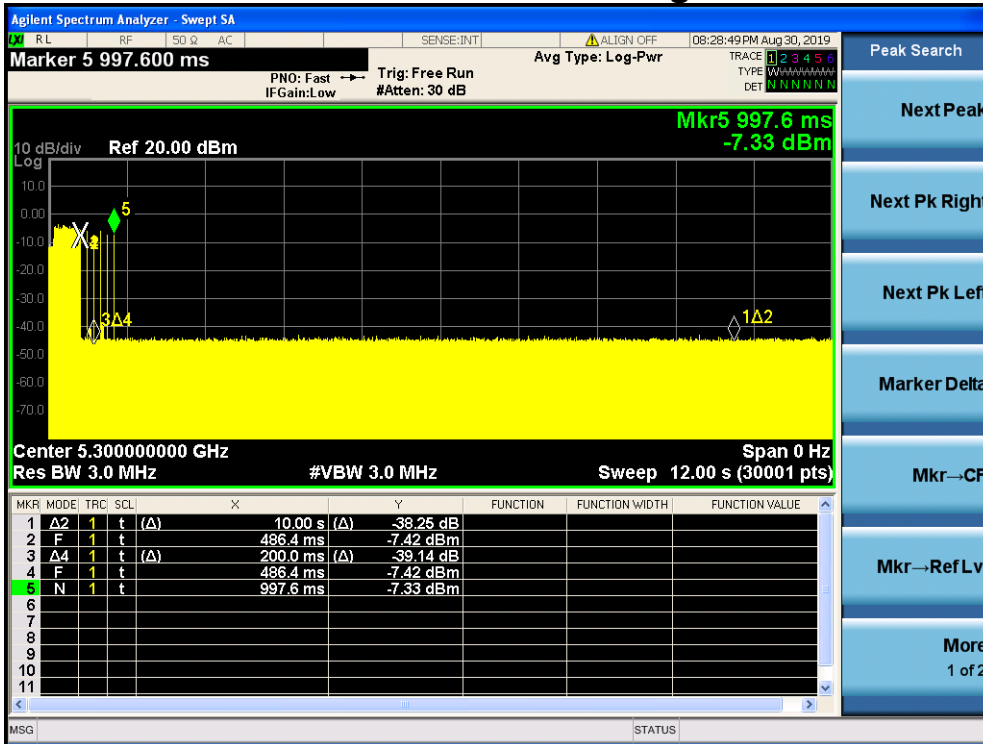 Agilent Spectrum Analyzer - Swept SA
LXI RL RF 50 Ω AC SENSE:INT ALIGN OFF 08:28:49 PM Aug 30, 2019
Marker 5 997.600 ms
PNO: Fast
IFGain:Low
Trig: Free Run
#Atten: 30 dB
Avg Type: Log-Pwr
TRACE 1 2 3 4 5 6
TYPE W
DET N N N N N N
Peak Search
Next Peak
Next Pk Right
Next Pk Left
Marker Delta
Mkr→CF
Mkr→Ref Lv
More
1 of 2
Mkr5 997.6 ms
-7.33 dBm
10 dB/div Ref 20.00 dBm
Log
10.0
0.00
-10.0
-20.0
-30.0
-40.0
-50.0
-60.0
-70.0
5
3Δ4
1Δ2
Center 5.300000000 GHz Span 0 Hz
Res BW 3.0 MHz #VBW 3.0 MHz Sweep 12.00 s (30001 pts)
MKR MODE TRC SCL X Y FUNCTION FUNCTION WIDTH FUNCTION VALUE
1 Δ2 1 t (Δ) 10.00 s (Δ) -38.25 dB
2 F 1 t 486.4 ms -7.42 dBm
3 Δ4 1 t (Δ) 200.0 ms (Δ) -39.14 dB
4 F 1 t 486.4 ms -7.42 dBm
5 N 1 t 997.6 ms -7.33 dBm
6
7
8
9
10
11
MSG STATUS